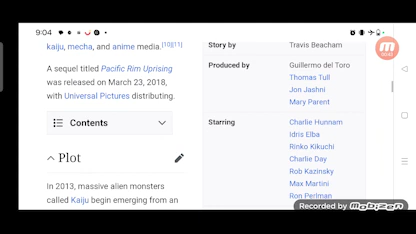 9:04
kaiju, mecha, and anime media.[10][11]
A sequel titled Pacific Rim Uprising
was released on March 23, 2018,
with Universal Pictures distributing.
Contents
Plot
In 2013, massive alien monsters
called Kaiju begin emerging from an
Story by Travis Beacham
Produced by Guillermo del Toro
Thomas Tull
Jon Jashni
Mary Parent
Starring Charlie Hunnam
Idris Elba
Rinko Kikuchi
Charlie Day
Rob Kazinsky
Max Martini
Ron Perlman
Recorded by MOBIZEN